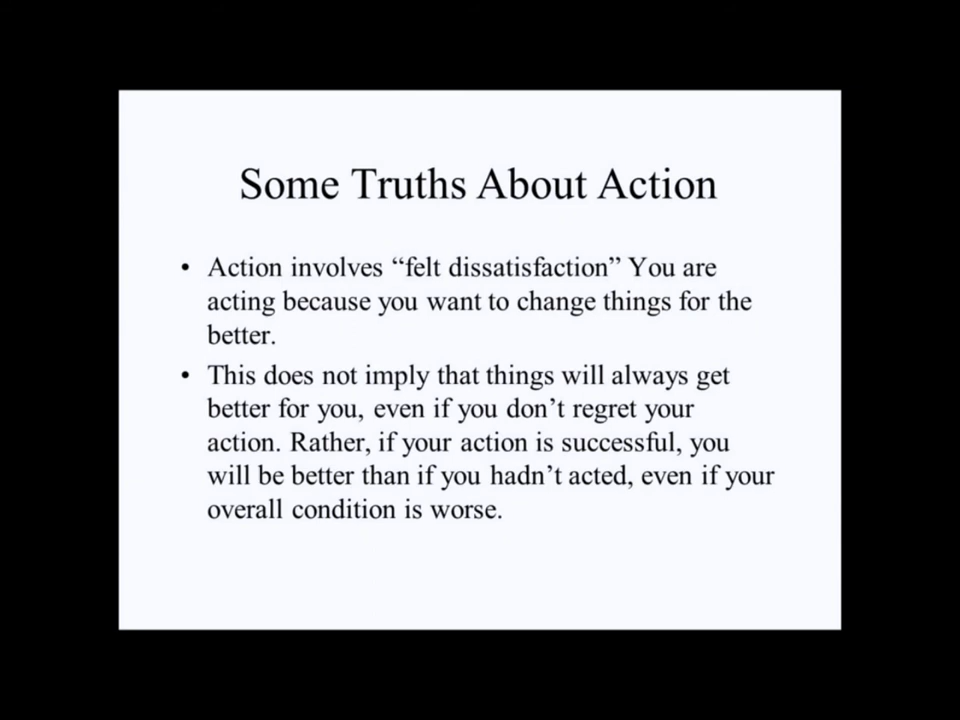 Some Truths About Action
• Action involves “felt dissatisfaction” You are
acting because you want to change things for the
better.
• This does not imply that things will always get
better for you, even if you don’t regret your
action. Rather, if your action is successful, you
will be better than if you hadn’t acted, even if your
overall condition is worse.